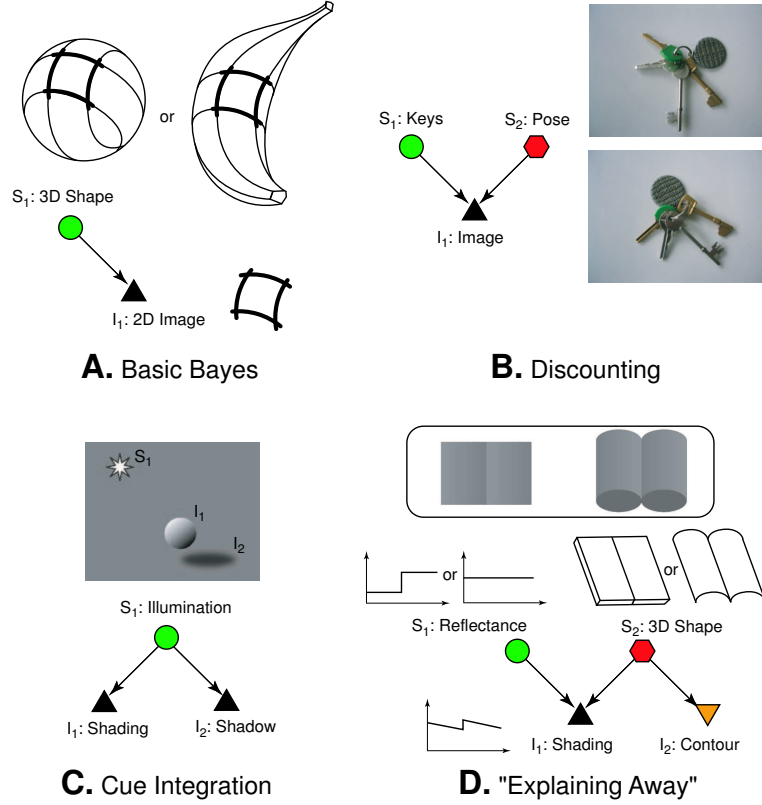 or
S1: 3D Shape
I1: 2D Image
A. Basic Bayes
S1: Keys
S2: Pose
I1: Image
B. Discounting
S1
I1
I2
S1: Illumination
I1: Shading
I2: Shadow
C. Cue Integration
or
or
S1: Reflectance
S2: 3D Shape
I1: Shading
I2: Contour
D. "Explaining Away"